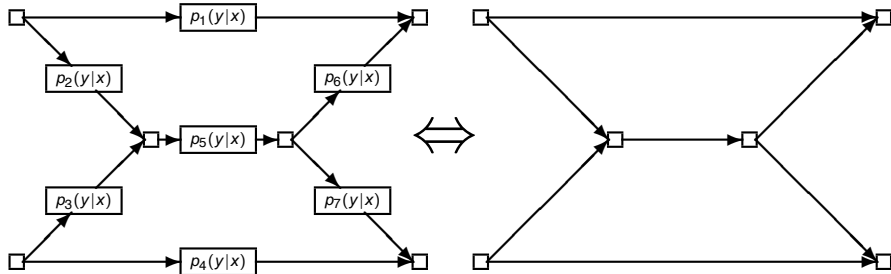 p₁(y|x)
p₂(y|x)
p₆(y|x)
p₅(y|x)
p₃(y|x)
p₇(y|x)
p₄(y|x)